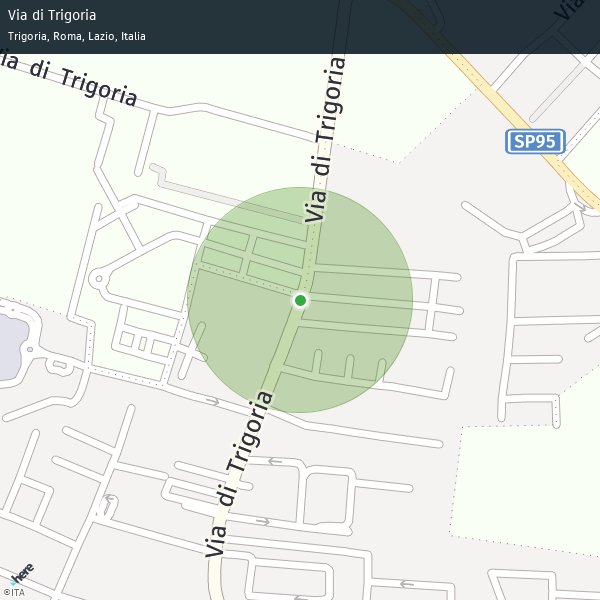 Via di Trigoria
Trigoria, Roma, Lazio, Italia
Via
Via di Trigoria
Via di Trigoria
SP95
Via di Trigoria
here
©ITA